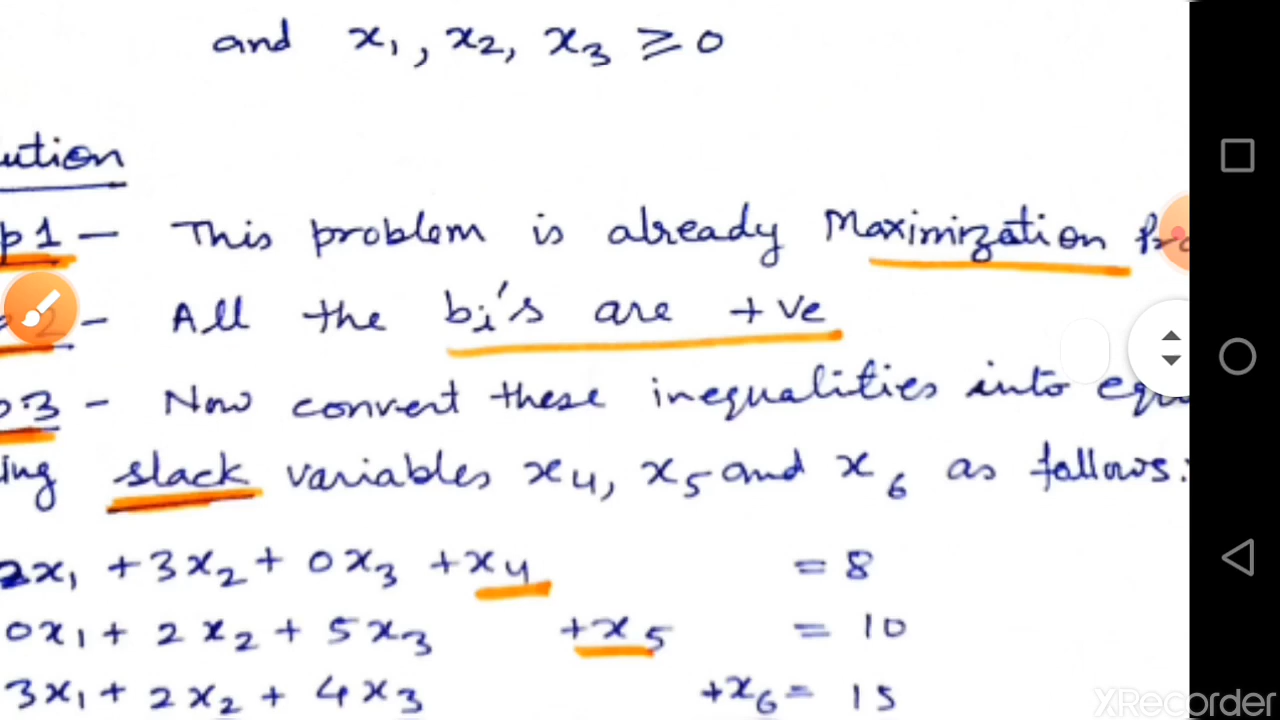 and x₁, x₂, x₃ ≥ 0
ution
p1 – This problem is already Maximization
2 – All the bᵢ's are +ve
p3 – Now convert these inequalities into
ing slack variables x₄, x₅ and x₆ as follows:
2x₁ + 3x₂ + 0x₃ + x₄ = 8
0x₁ + 2x₂ + 5x₃ + x₅ = 10
3x₁ + 2x₂ + 4x₃ + x₆ = 15
XRecorder